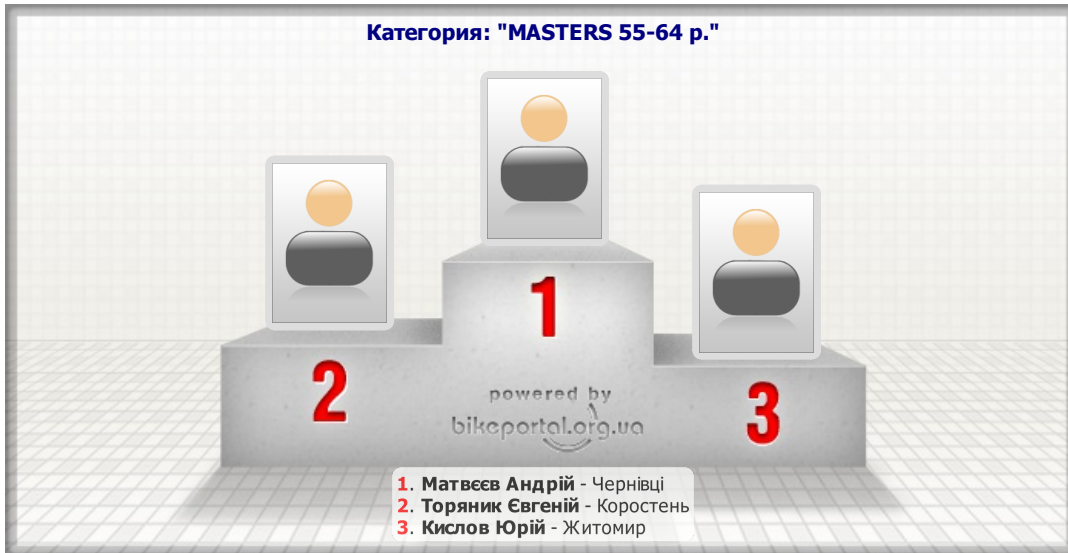 Категория: "MASTERS 55-64 р."
1
2
3
powered by
bikeportal.org.ua
1. Матвєєв Андрій - Чернівці
2. Торяник Євгеній - Коростень
3. Кислов Юрій - Житомир